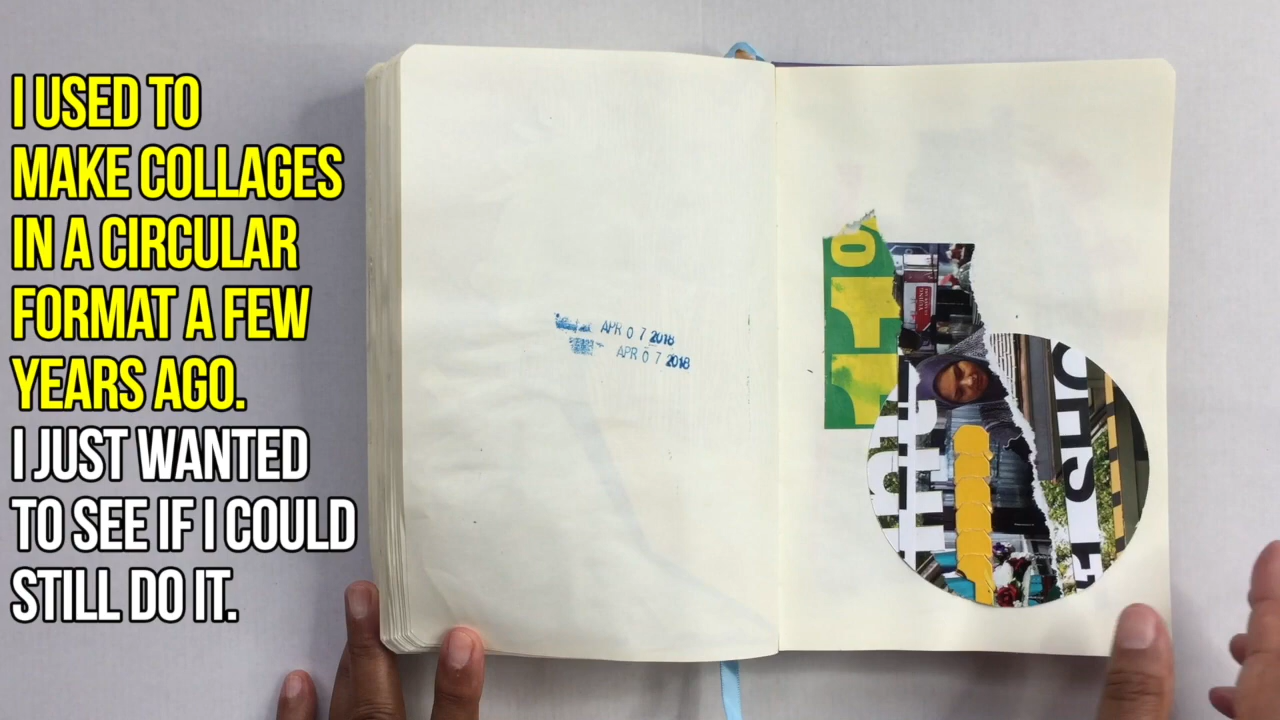 I USED TO
MAKE COLLAGES
IN A CIRCULAR
FORMAT A FEW
YEARS AGO.
I JUST WANTED
TO SEE IF I COULD
STILL DO IT.
APR 0 7 2018
APR 0 7 2018